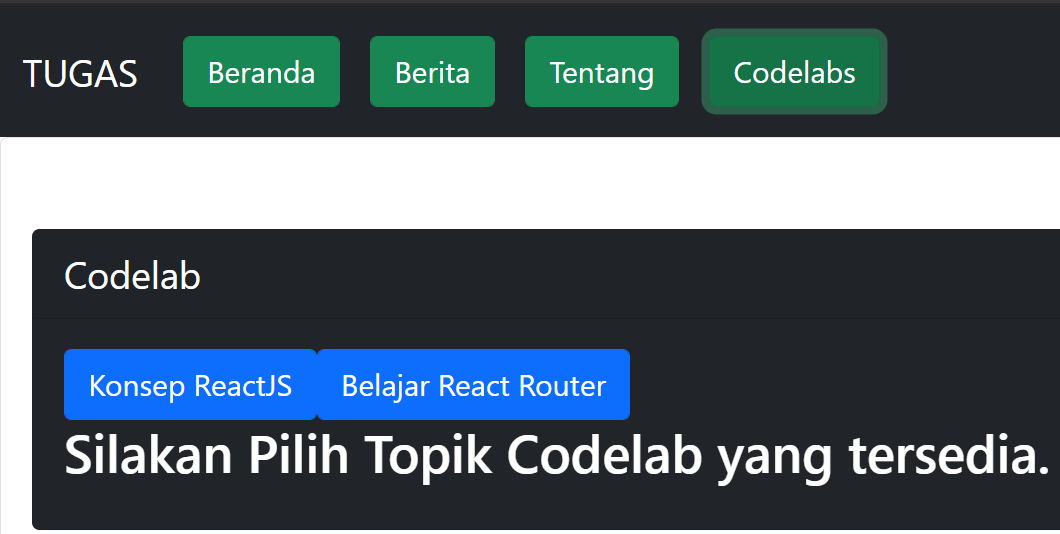 TUGAS Beranda Berita Tentang Codelabs
Codelab
Konsep ReactJS Belajar React Router
Silakan Pilih Topik Codelab yang tersedia.